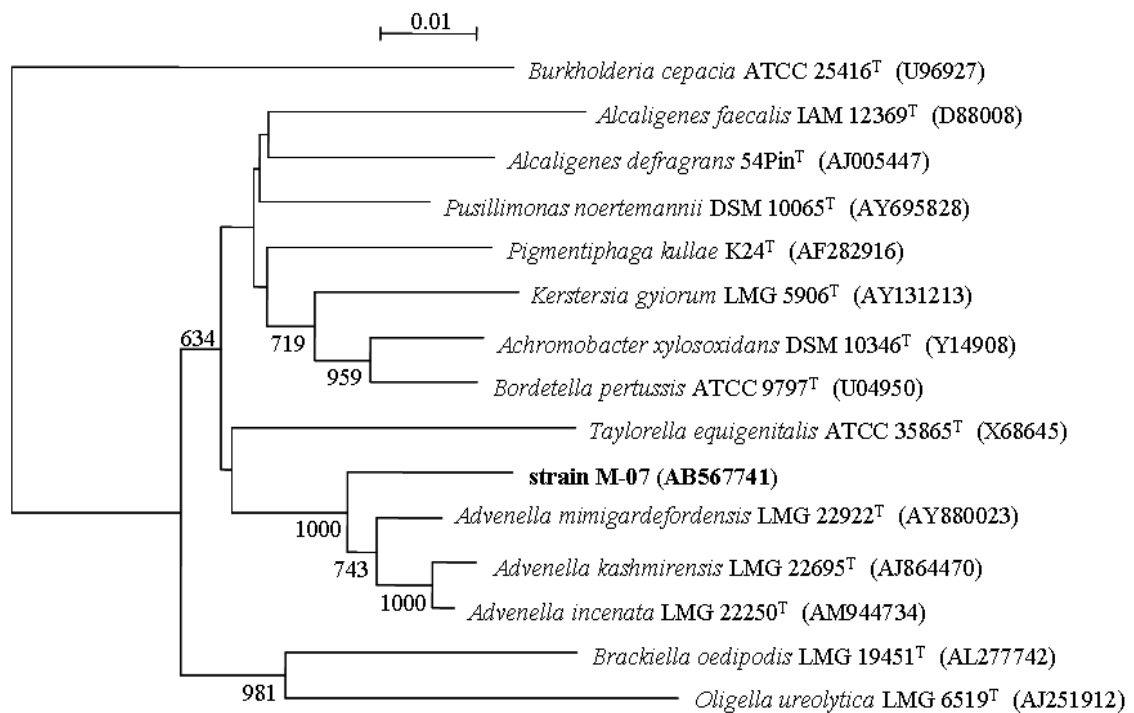 0.01
Burkholderia cepacia ATCC 25416ᵀ (U96927)
Alcaligenes faecalis IAM 12369ᵀ (D88008)
Alcaligenes defragrans 54Pinᵀ (AJ005447)
Pusillimonas noertemannii DSM 10065ᵀ (AY695828)
Pigmentiphaga kullae K24ᵀ (AF282916)
Kerstersia gyiorum LMG 5906ᵀ (AY131213)
634
719
Achromobacter xylosoxidans DSM 10346ᵀ (Y14908)
959
Bordetella pertussis ATCC 9797ᵀ (U04950)
Taylorella equigenitalis ATCC 35865ᵀ (X68645)
strain M-07 (AB567741)
1000
Advenella mimigardefordensis LMG 22922ᵀ (AY880023)
743
Advenella kashmirensis LMG 22695ᵀ (AJ864470)
1000
Advenella incenata LMG 22250ᵀ (AM944734)
Brackiella oedipodis LMG 19451ᵀ (AL277742)
981
Oligella ureolytica LMG 6519ᵀ (AJ251912)